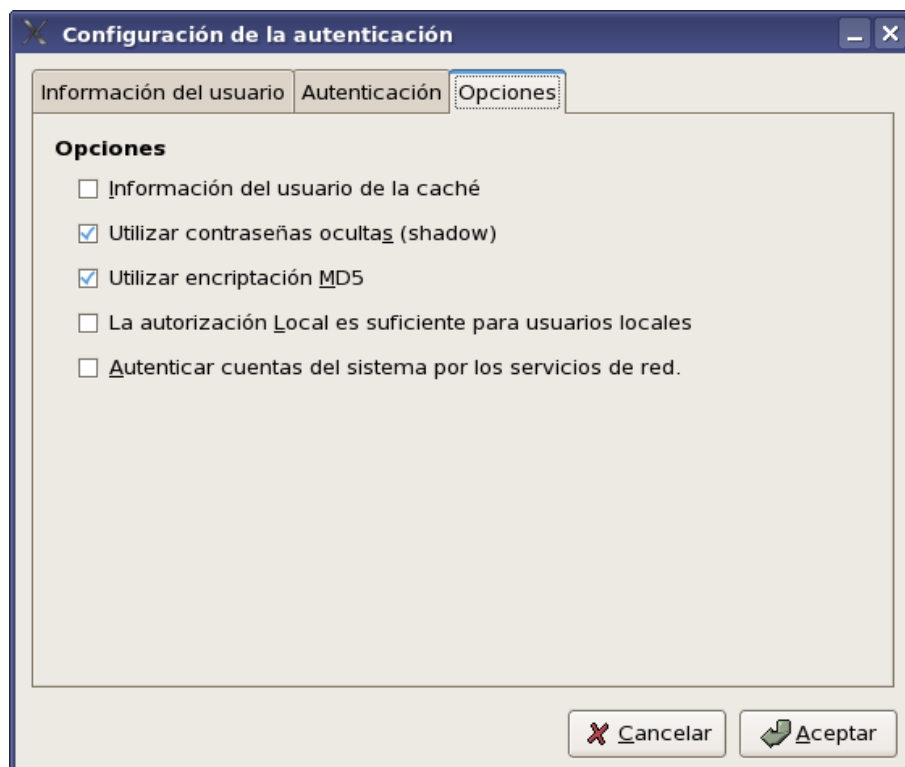 Configuración de la autenticación
Información del usuario Autenticación Opciones
Opciones
Información del usuario de la caché
Utilizar contraseñas ocultas (shadow)
Utilizar encriptación MD5
La autorización Local es suficiente para usuarios locales
Autenticar cuentas del sistema por los servicios de red.
Cancelar Aceptar